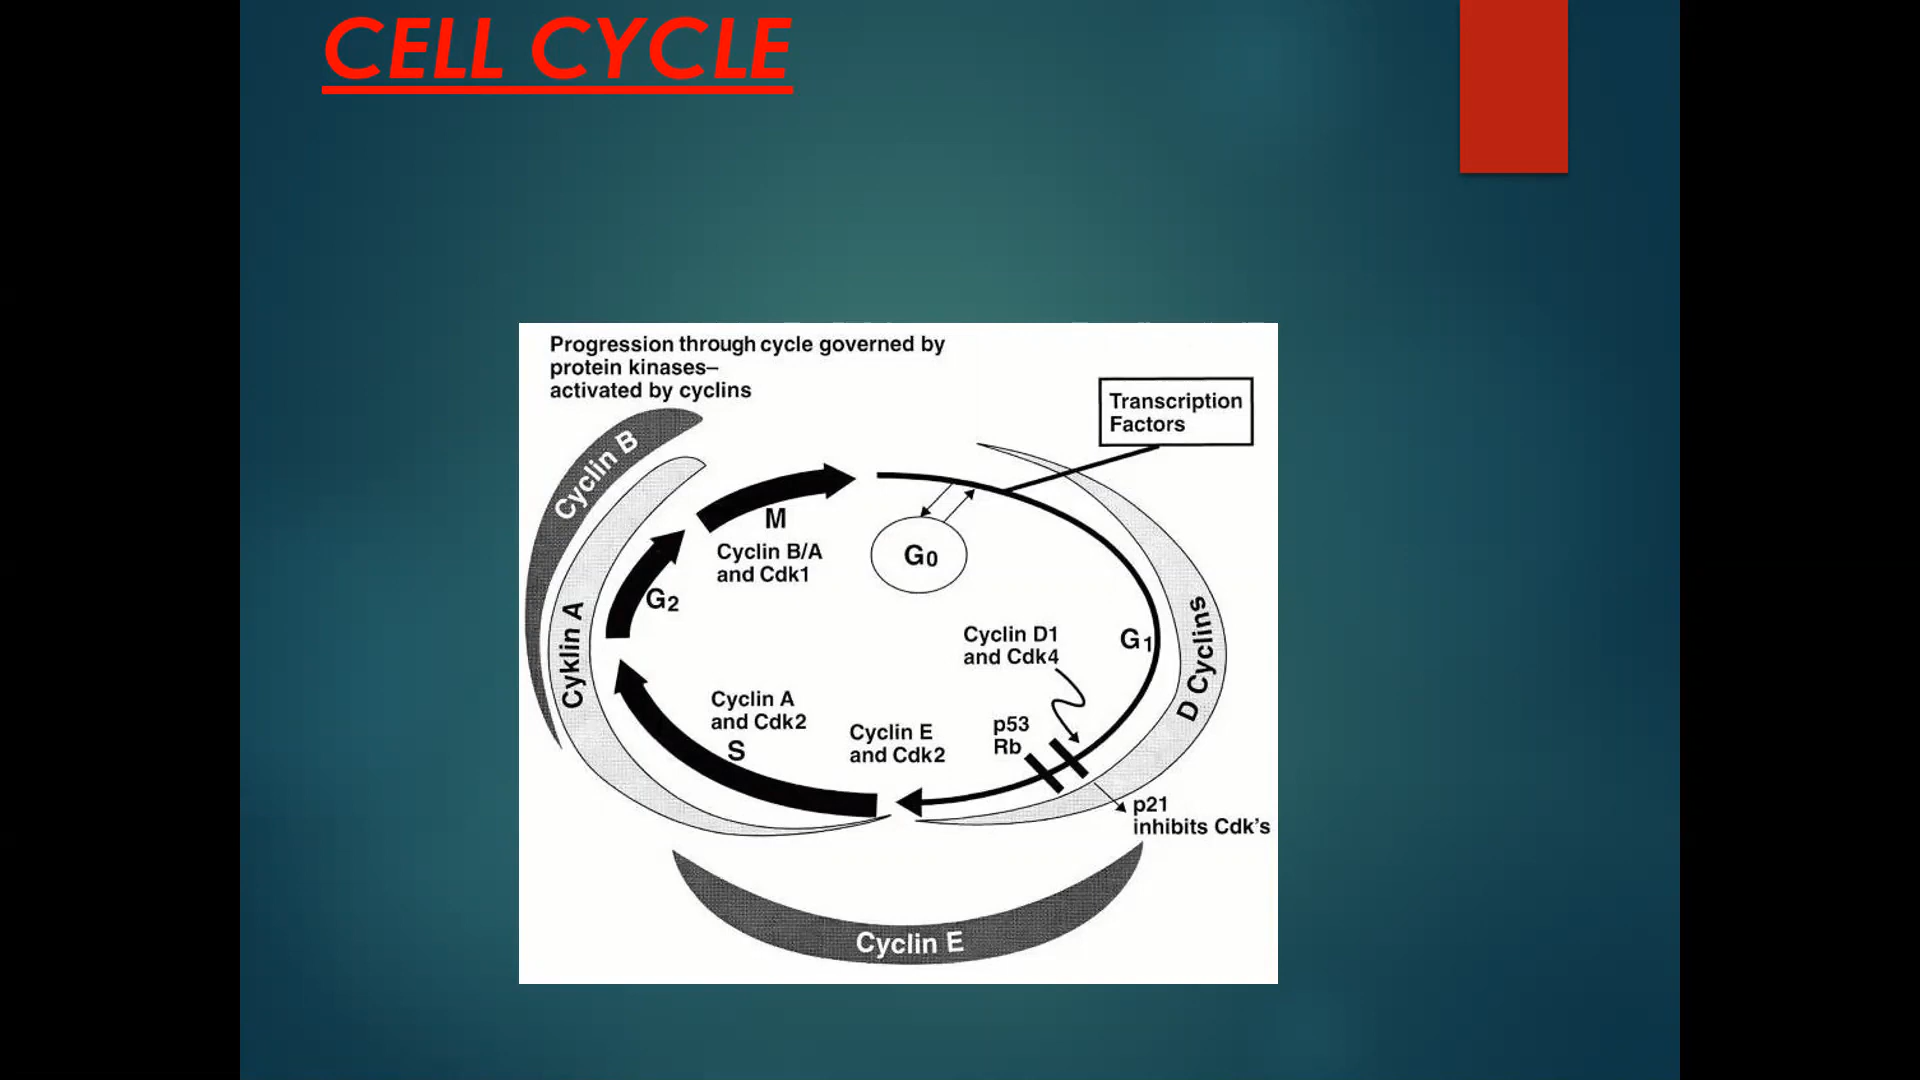 CELL CYCLE
Progression through cycle governed by
protein kinases–
activated by cyclins
Transcription
Factors
Cyclin B
M
Cyclin B/A
and Cdk1
G0
G2
Cyklin A
Cyclin D1
and Cdk4
G1
D Cyclins
Cyclin A
and Cdk2
S
Cyclin E
and Cdk2
p53
Rb
p21
inhibits Cdk's
Cyclin E